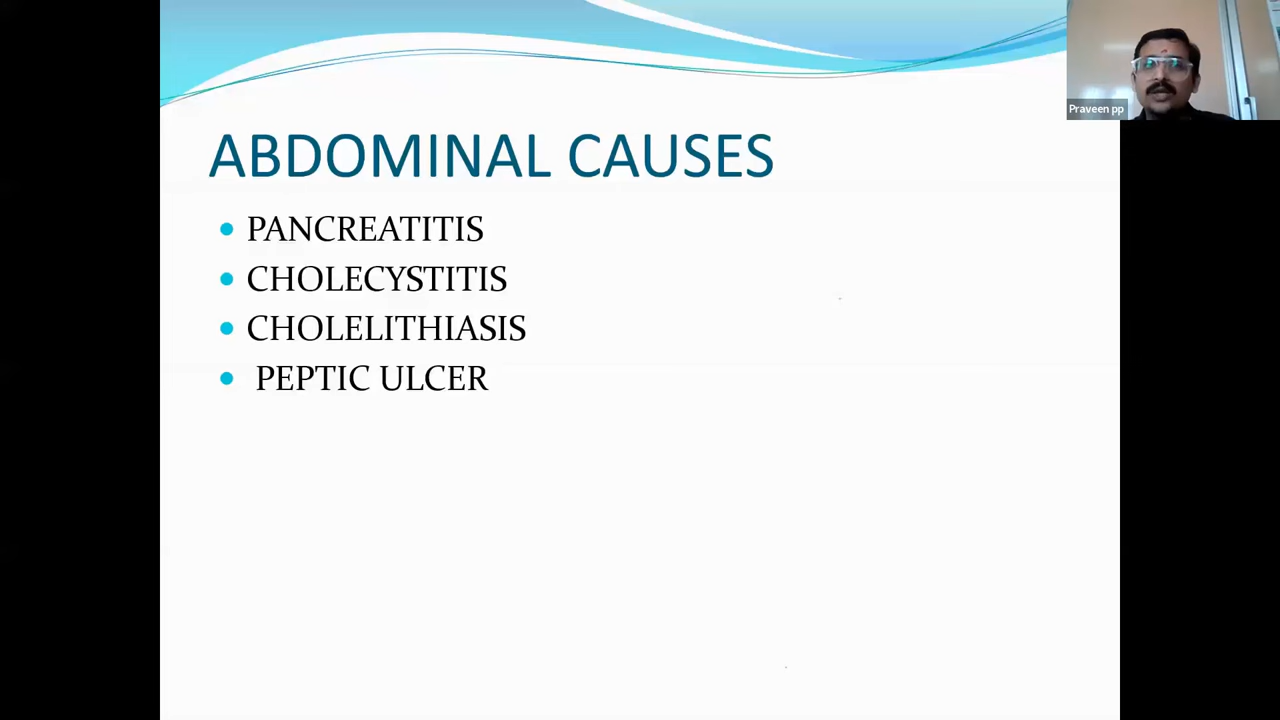 Praveen pp
ABDOMINAL CAUSES
PANCREATITIS
CHOLECYSTITIS
CHOLELITHIASIS
PEPTIC ULCER